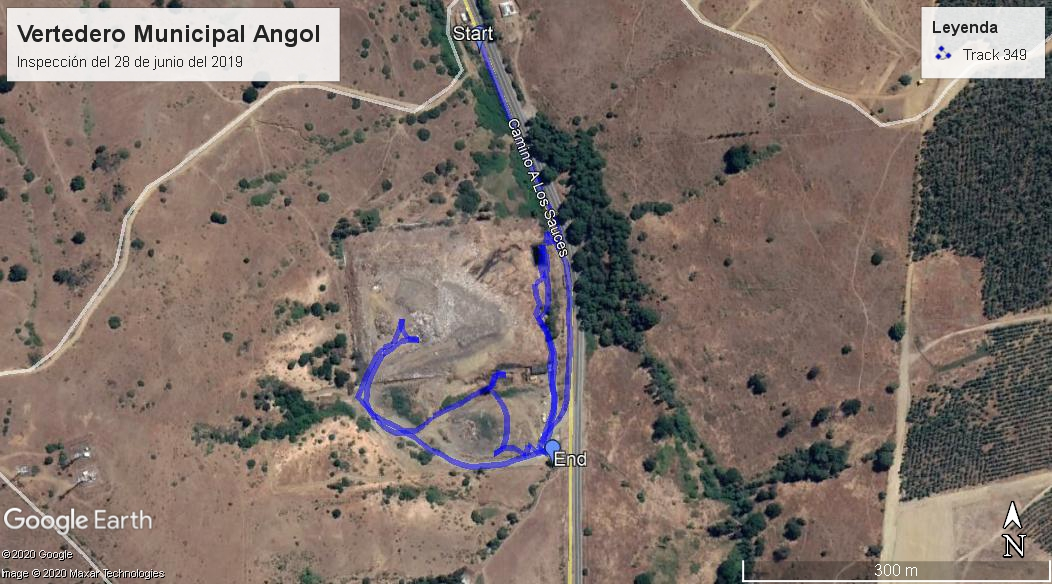 Vertedero Municipal Angol
Inspección del 28 de junio del 2019
Start
Leyenda
Track 349
Camino A Los Sauces
End
Google Earth
© 2020 Google
Image © 2020 Maxar Technologies
N
300 m